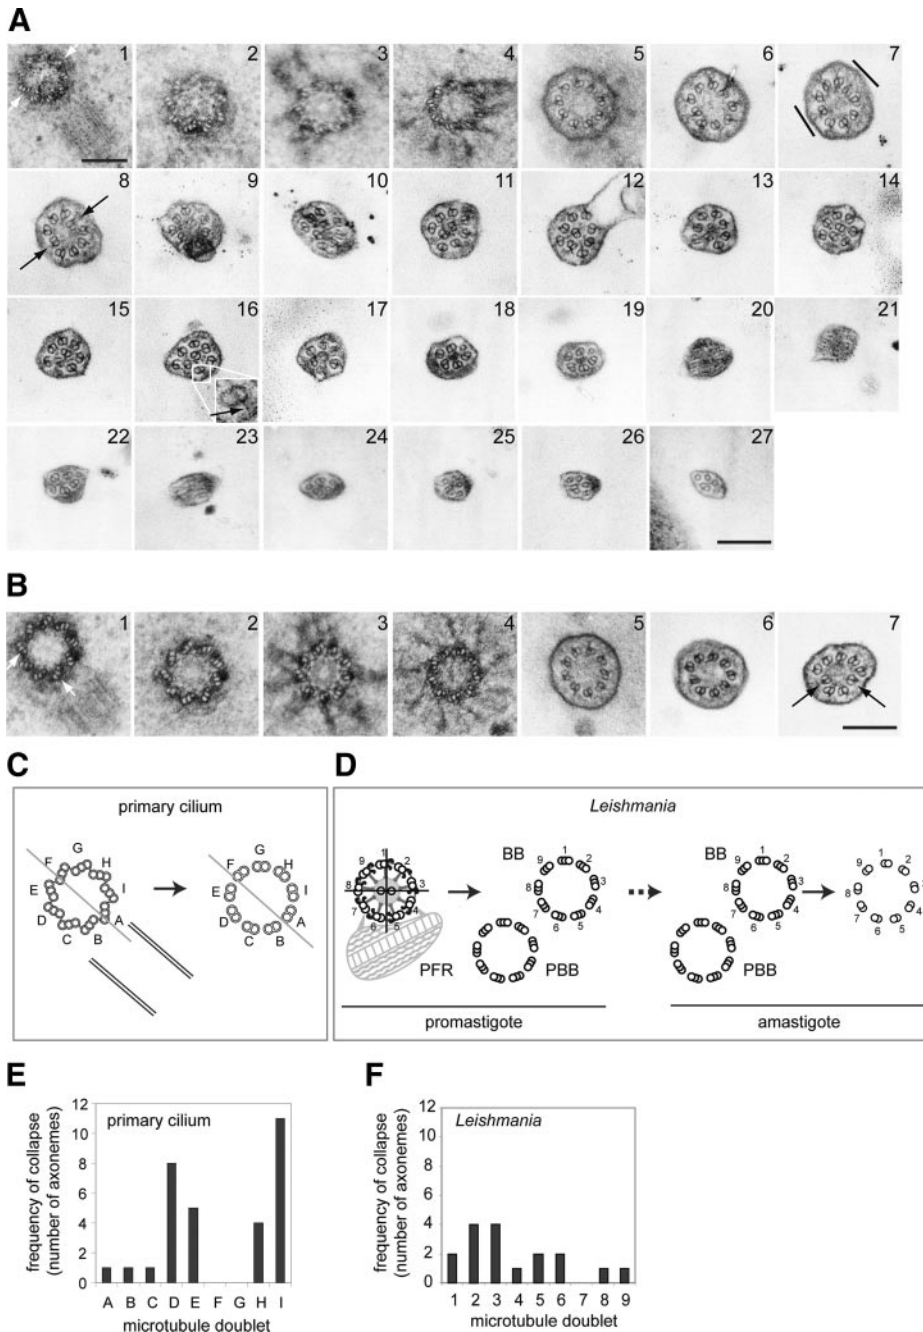 A
1 2 3 4 5 6 7
8 9 10 11 12 13 14
15 16 17 18 19 20 21
22 23 24 25 26 27
B
1 2 3 4 5 6 7
C
primary cilium
G
F H
E I
D A
C B
G
F H
E I
D A
C B
D
Leishmania
1
9 2
8 3
7 4
6 5
PFR
BB
1
9 2
8 3
7 4
6 5
PBB
promastigote
BB
1
9 2
8 3
7 4
6 5
PBB
1
9 2
8 3
7 4
6 5
amastigote
E
primary cilium
frequency of collapse
(number of axonemes)
12
10
8
6
4
2
0
A B C D E F G H I
microtubule doublet
F
Leishmania
frequency of collapse
(number of axonemes)
12
10
8
6
4
2
0
1 2 3 4 5 6 7 8 9
microtubule doublet